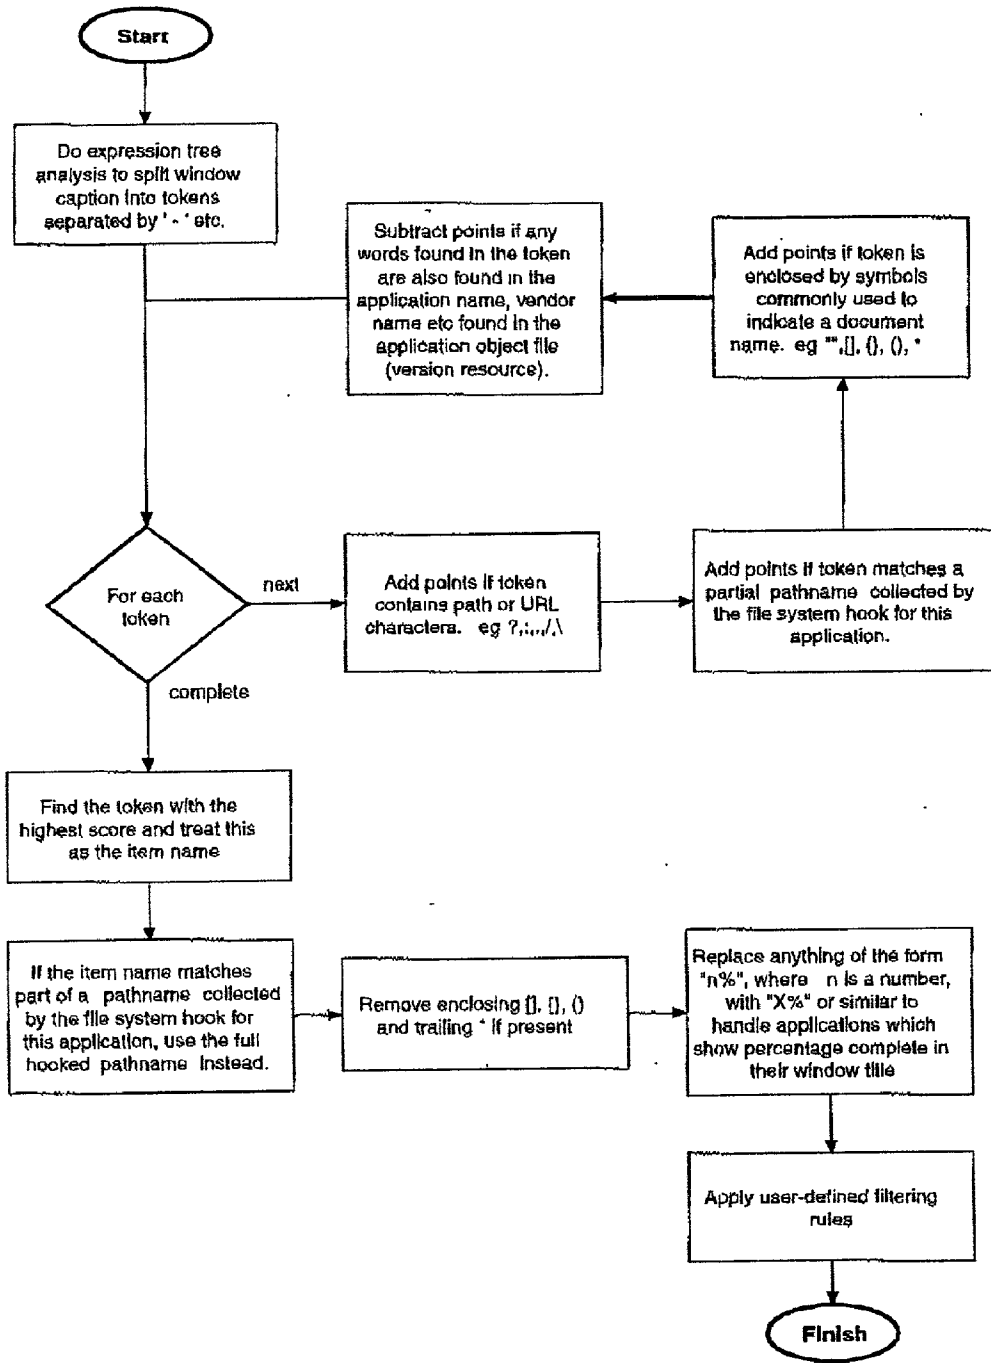 Start
Do expression tree
analysis to split window
caption into tokens
separated by ' - ' etc.
Subtract points if any
words found in the token
are also found in the
application name, vendor
name etc found in the
application object file
(version resource).
Add points if token is
enclosed by symbols
commonly used to
indicate a document
name. eg "",[], {}, (), *
For each
token
next
complete
Add points if token
contains path or URL
characters. eg ?,:,.,/,\
Add points if token matches a
partial pathname collected by
the file system hook for this
application.
Find the token with the
highest score and treat this
as the item name
If the item name matches
part of a pathname collected
by the file system hook for
this application, use the full
hooked pathname instead.
Remove enclosing [], {}, ()
and trailing * if present
Replace anything of the form
"n%", where n is a number,
with "X%" or similar to
handle applications which
show percentage complete in
their window title
Apply user-defined filtering
rules
Finish